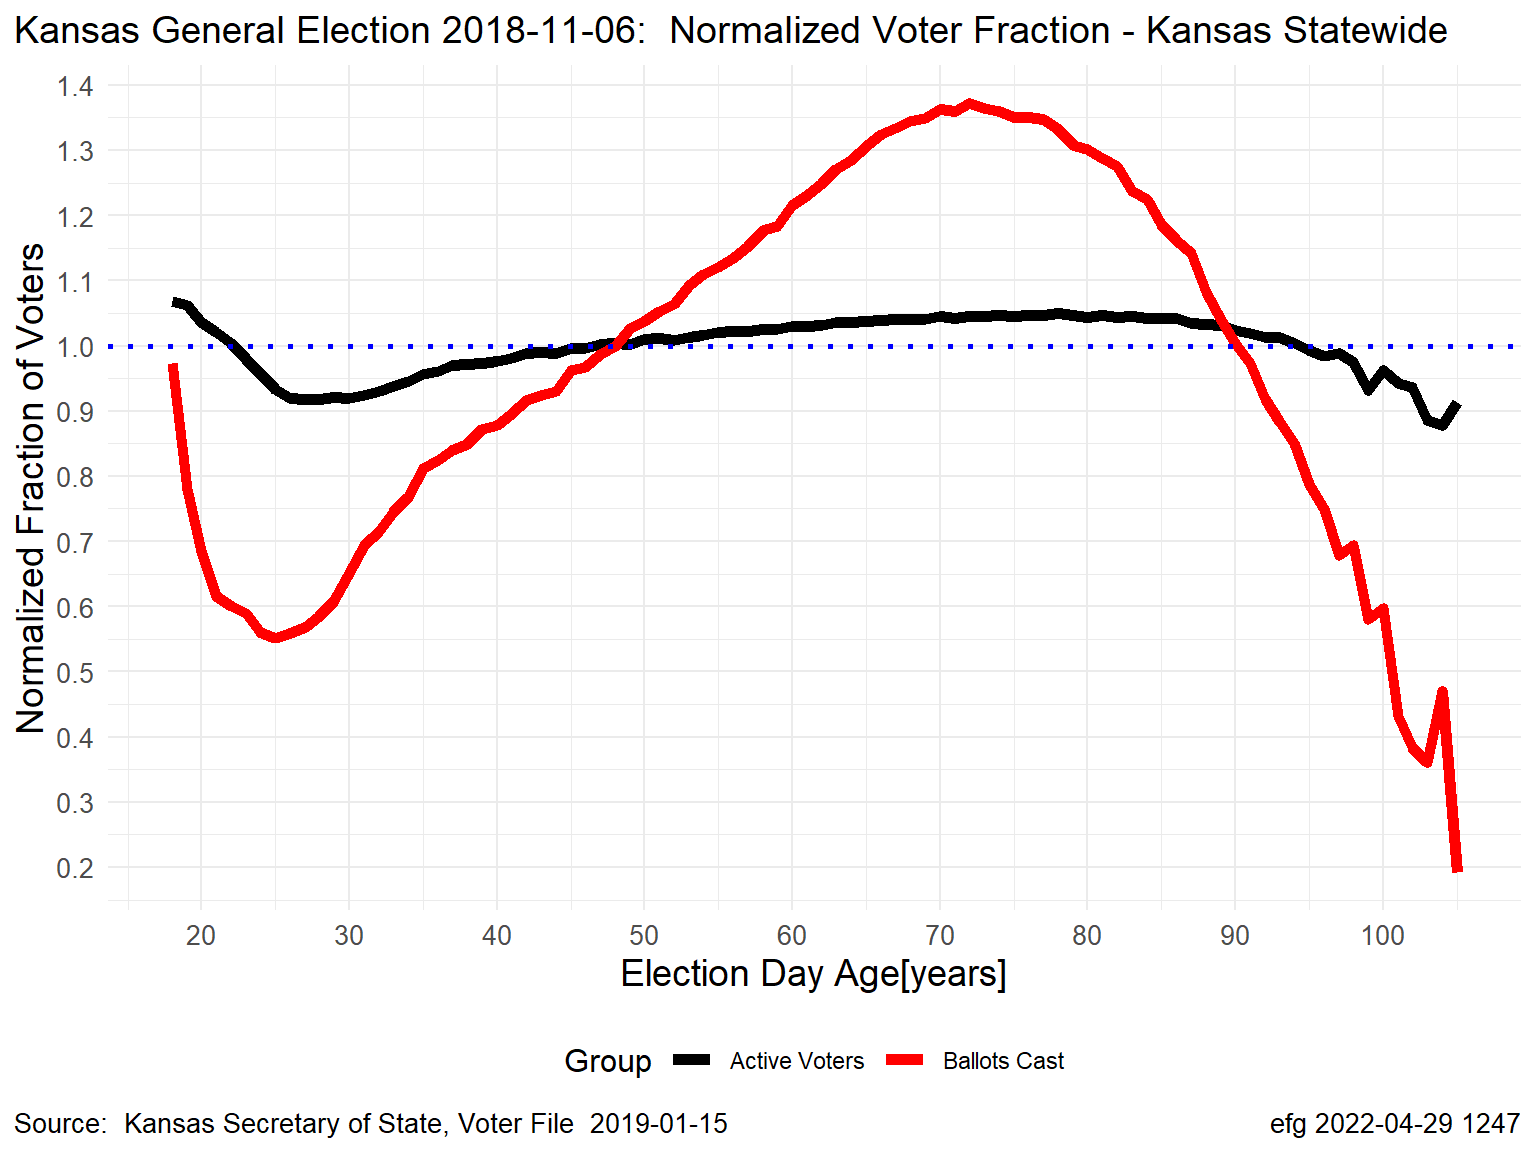 Kansas General Election 2018-11-06:  Normalized Voter Fraction - Kansas Statewide
Normalized Fraction of Voters
1.4
1.3
1.2
1.1
1.0
0.9
0.8
0.7
0.6
0.5
0.4
0.3
0.2
20 30 40 50 60 70 80 90 100
Election Day Age[years]
Group Active Voters Ballots Cast
Source:  Kansas Secretary of State, Voter File  2019-01-15
efg 2022-04-29 1247